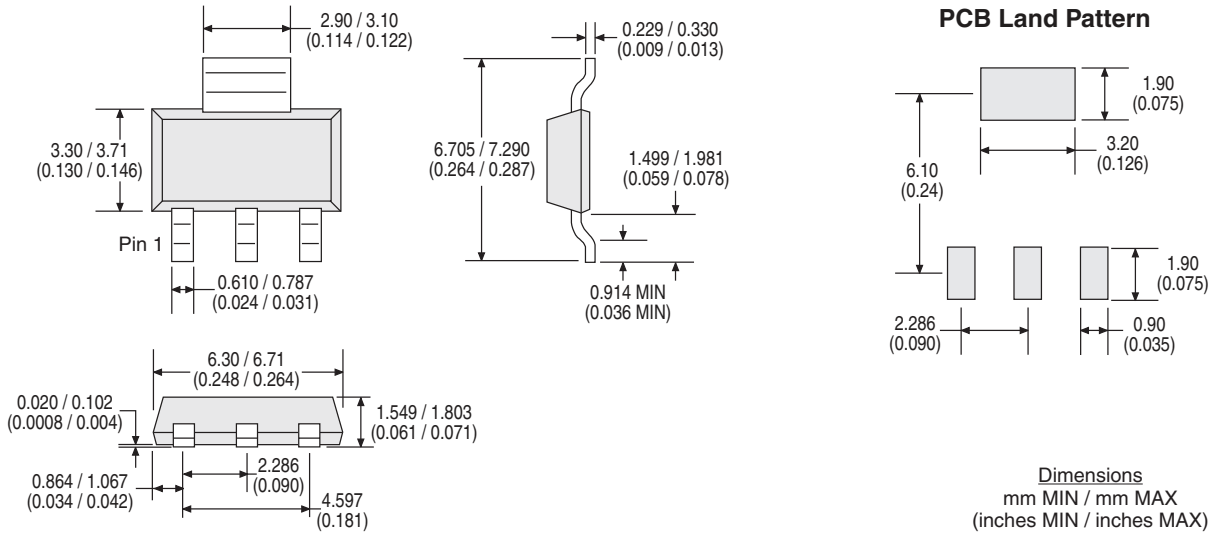 2.90 / 3.10
(0.114 / 0.122)
3.30 / 3.71
(0.130 / 0.146)
Pin 1
0.610 / 0.787
(0.024 / 0.031)
0.229 / 0.330
(0.009 / 0.013)
6.705 / 7.290
(0.264 / 0.287)
1.499 / 1.981
(0.059 / 0.078)
0.914 MIN
(0.036 MIN)
PCB Land Pattern
1.90
(0.075)
3.20
(0.126)
6.10
(0.24)
1.90
(0.075)
2.286
(0.090)
0.90
(0.035)
6.30 / 6.71
(0.248 / 0.264)
0.020 / 0.102
(0.0008 / 0.004)
1.549 / 1.803
(0.061 / 0.071)
0.864 / 1.067
(0.034 / 0.042)
2.286
(0.090)
4.597
(0.181)
Dimensions
mm MIN / mm MAX
(inches MIN / inches MAX)